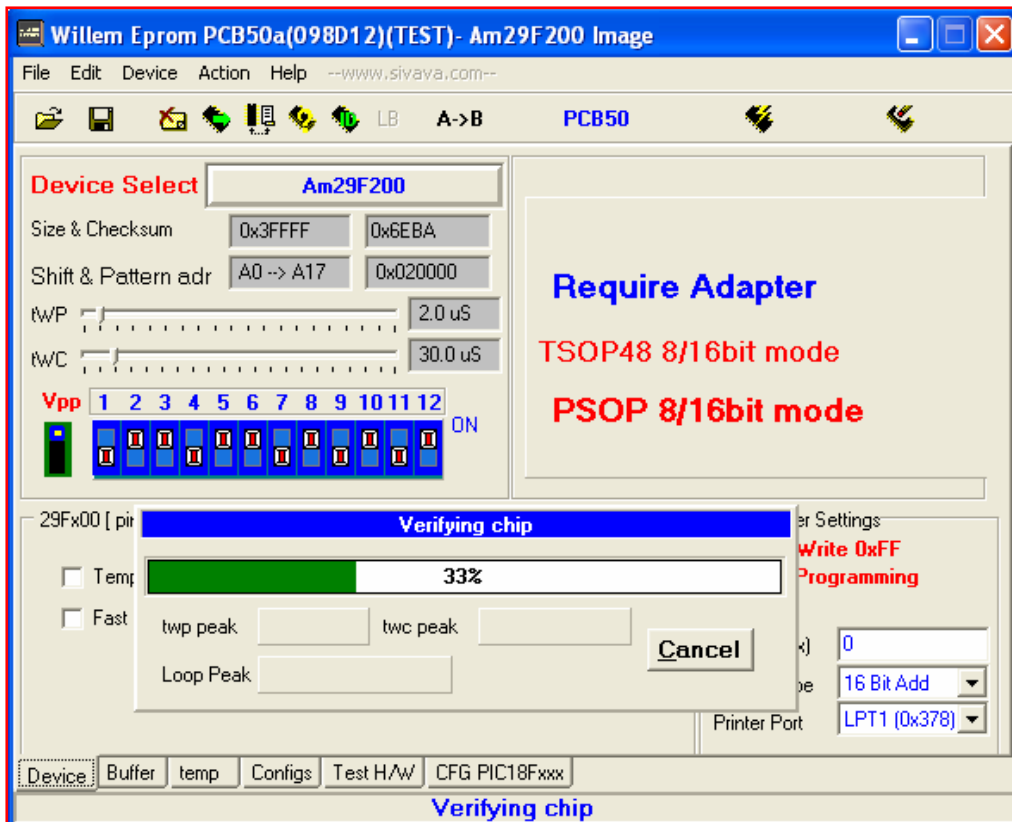 Willem Eprom PCB50a(098D12)(TEST)- Am29F200 Image
File Edit Device Action Help --www.sivava.com--
LB A->B PCB50
Device Select Am29F200
Size & Checksum 0x3FFFF 0x6EBA
Shift & Pattern adr A0 --> A17 0x020000
tWP 2.0 uS
tWC 30.0 uS
Vpp 1 2 3 4 5 6 7 8 9 10 11 12
ON
Require Adapter
TSOP48 8/16bit mode
PSOP 8/16bit mode
29Fx00 [ pin
er Settings
Verifying chip
Write 0xFF
Temp
33%
Programming
Fast
twp peak twc peak
Cancel
x) 0
Loop Peak
pe 16 Bit Add
Printer Port LPT1 (0x378)
Device Buffer temp Configs Test H/W CFG PIC18Fxxx
Verifying chip